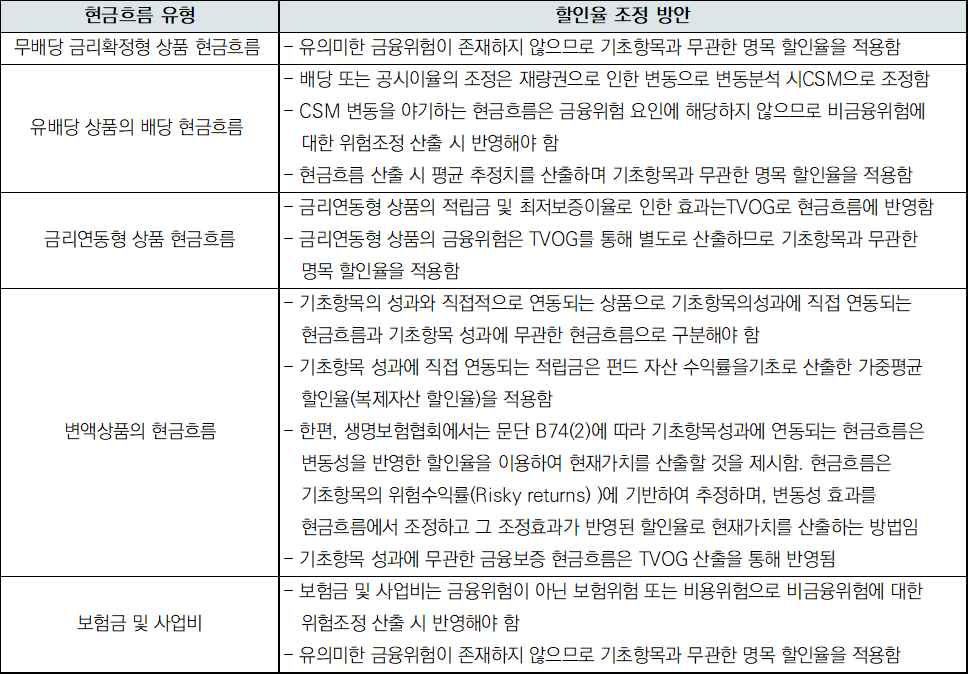 현금흐름 유형
할인율 조정 방안
무배당 금리확정형 상품 현금흐름
- 유의미한 금융위험이 존재하지 않으므로 기초항목과 무관한 명목 할인율을 적용함
유배당 상품의 배당 현금흐름
- 배당 또는 공시이율의 조정은 재량권으로 인한 변동으로 변동분석 시CSM으로 조정함
- CSM 변동을 야기하는 현금흐름은 금융위험 요인에 해당하지 않으므로 비금융위험에
대한 위험조정 산출 시 반영해야 함
- 현금흐름 산출 시 평균 추정치를 산출하며 기초항목과 무관한 명목 할인율을 적용함
금리연동형 상품 현금흐름
- 금리연동형 상품의 적립금 및 최저보증이율로 인한 효과는TVOG로 현금흐름에 반영함
- 금리연동형 상품의 금융위험은 TVOG를 통해 별도로 산출하므로 기초항목과 무관한
명목 할인율을 적용함
변액상품의 현금흐름
- 기초항목의 성과와 직접적으로 연동되는 상품으로 기초항목의성과에 직접 연동되는
현금흐름과 기초항목 성과에 무관한 현금흐름으로 구분해야 함
- 기초항목 성과에 직접 연동되는 적립금은 펀드 자산 수익률을기초로 산출한 가중평균
할인율(복제자산 할인율)을 적용함
- 한편, 생명보험협회에서는 문단 B74(2)에 따라 기초항목성과에 연동되는 현금흐름은
변동성을 반영한 할인율을 이용하여 현재가치를 산출할 것을 제시함. 현금흐름은
기초항목의 위험수익률(Risky returns) )에 기반하여 추정하며, 변동성 효과를
현금흐름에서 조정하고 그 조정효과가 반영된 할인율로 현재가치를 산출하는 방법임
- 기초항목 성과에 무관한 금융보증 현금흐름은 TVOG 산출을 통해 반영됨
보험금 및 사업비
- 보험금 및 사업비는 금융위험이 아닌 보험위험 또는 비용위험으로 비금융위험에 대한
위험조정 산출 시 반영해야 함
- 유의미한 금융위험이 존재하지 않으므로 기초항목과 무관한 명목 할인율을 적용함